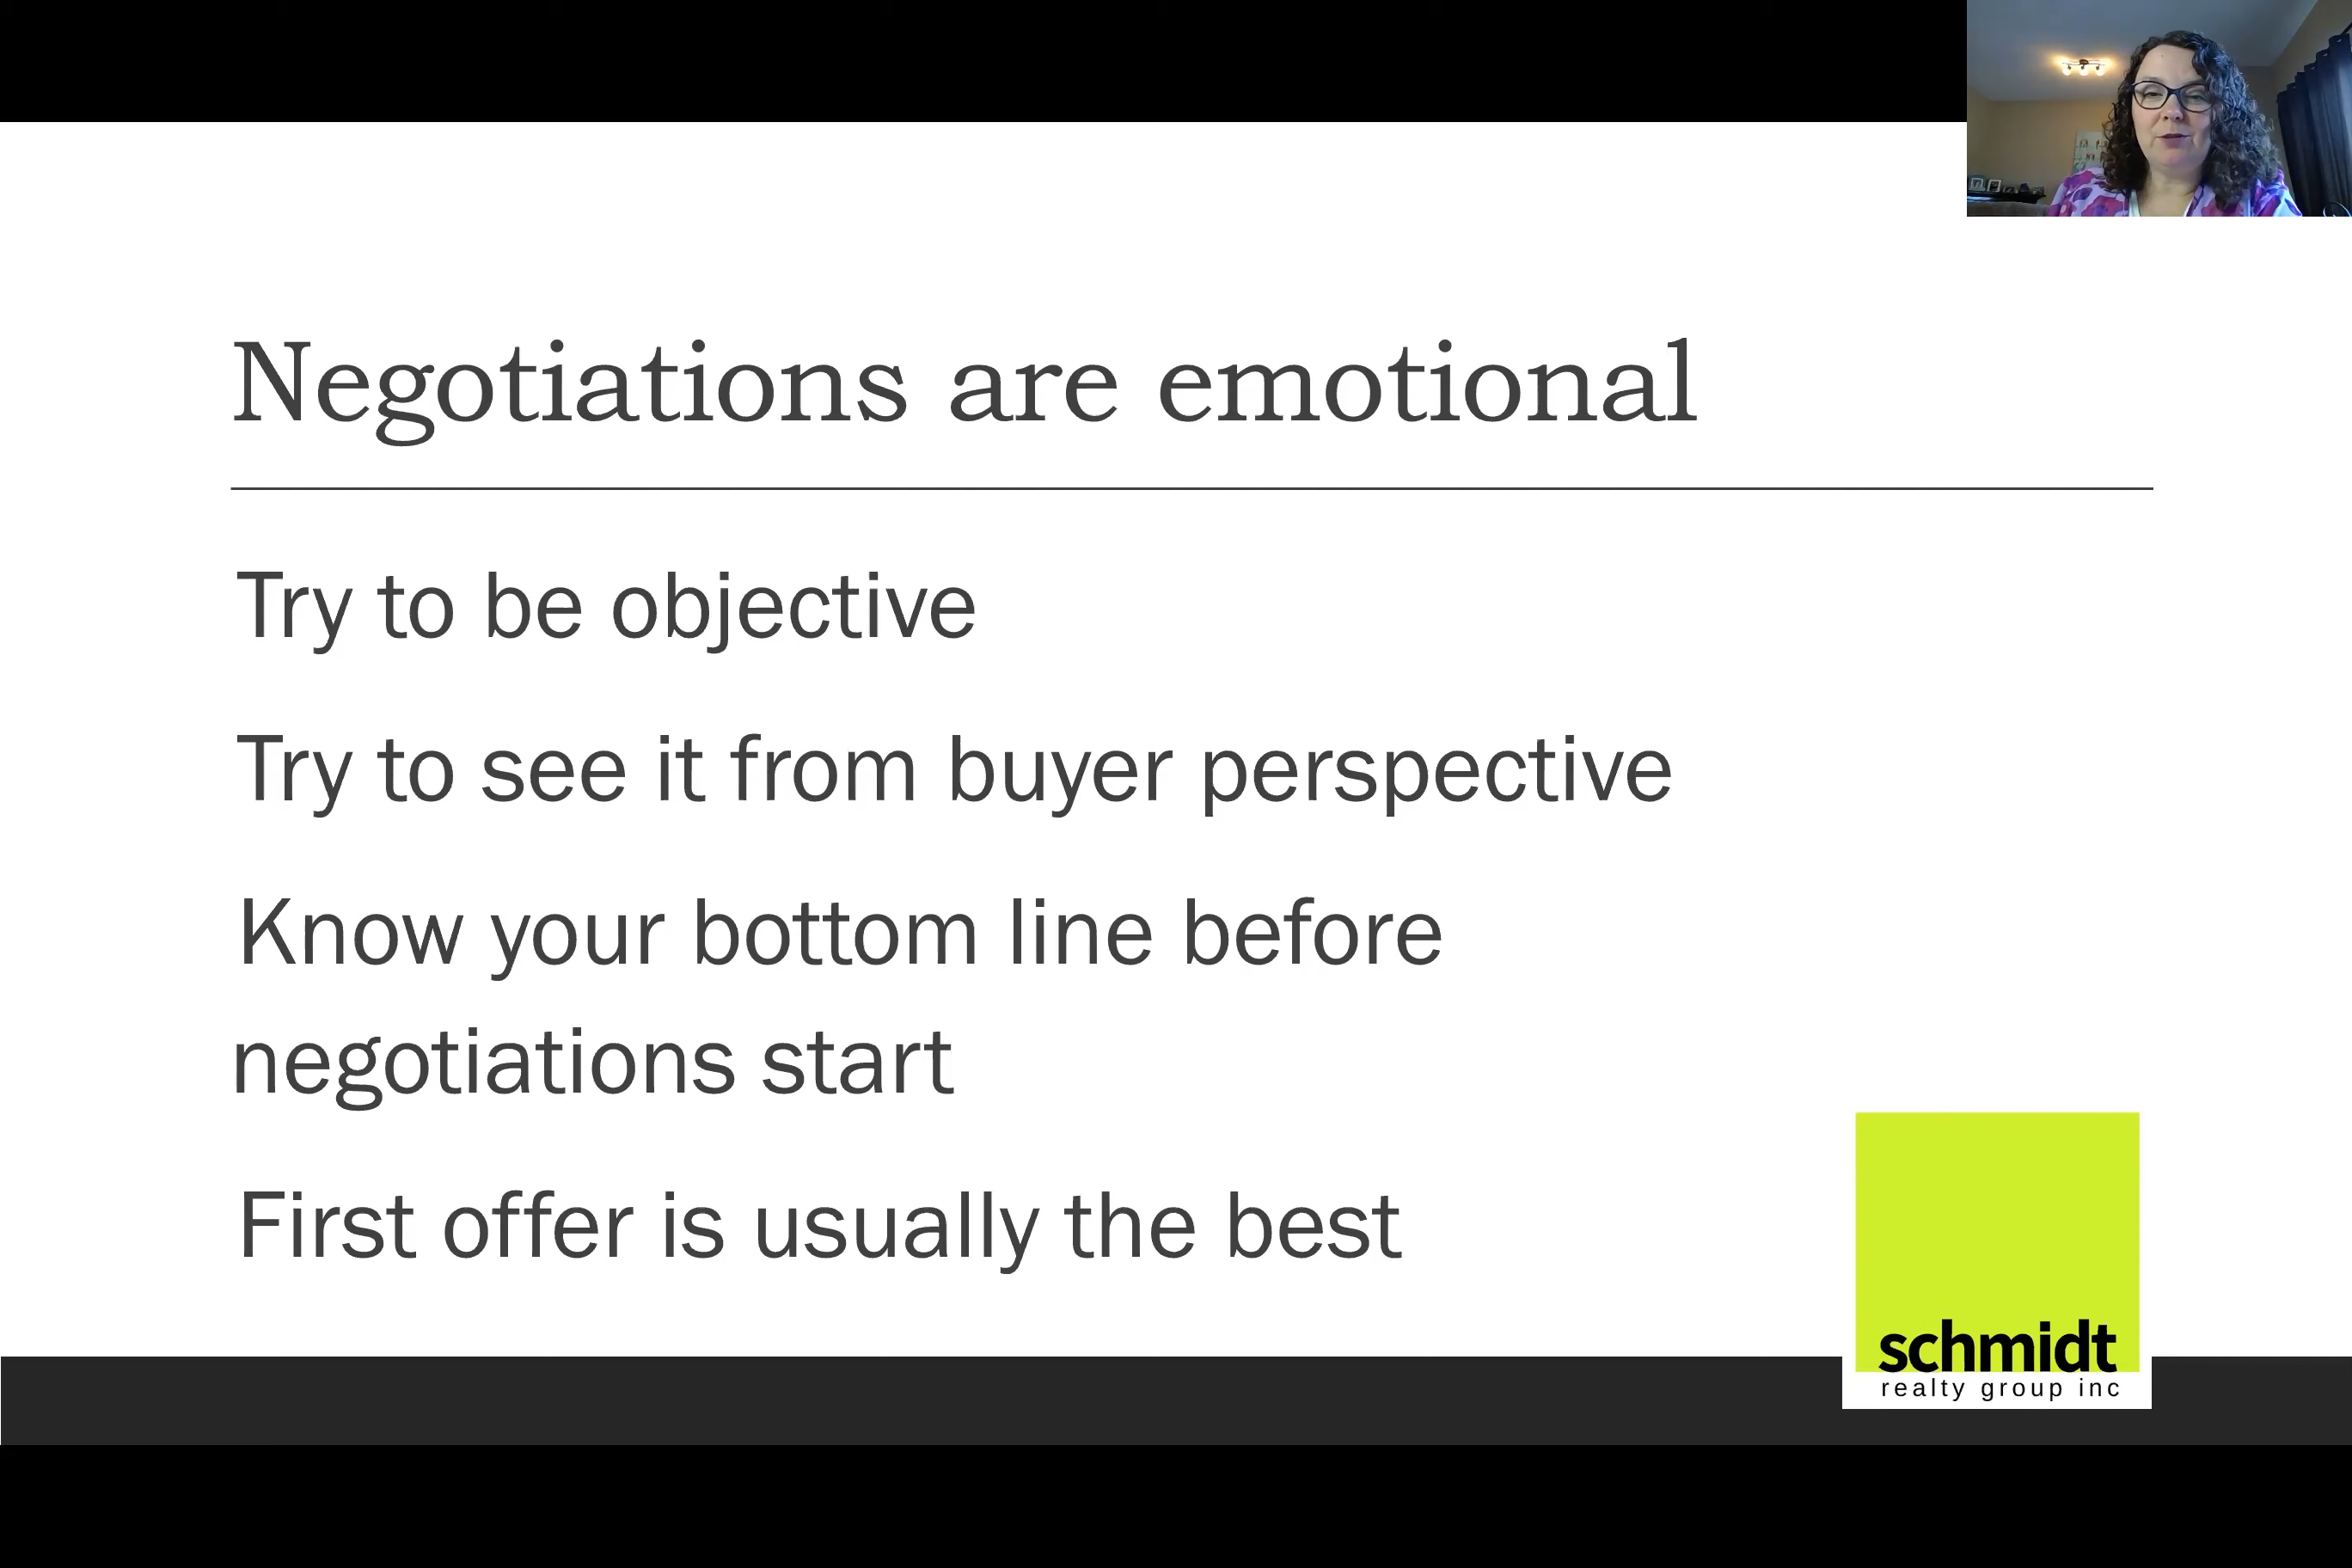 Negotiations are emotional
Try to be objective
Try to see it from buyer perspective
Know your bottom line before
negotiations start
First offer is usually the best
schmidt
realty group inc